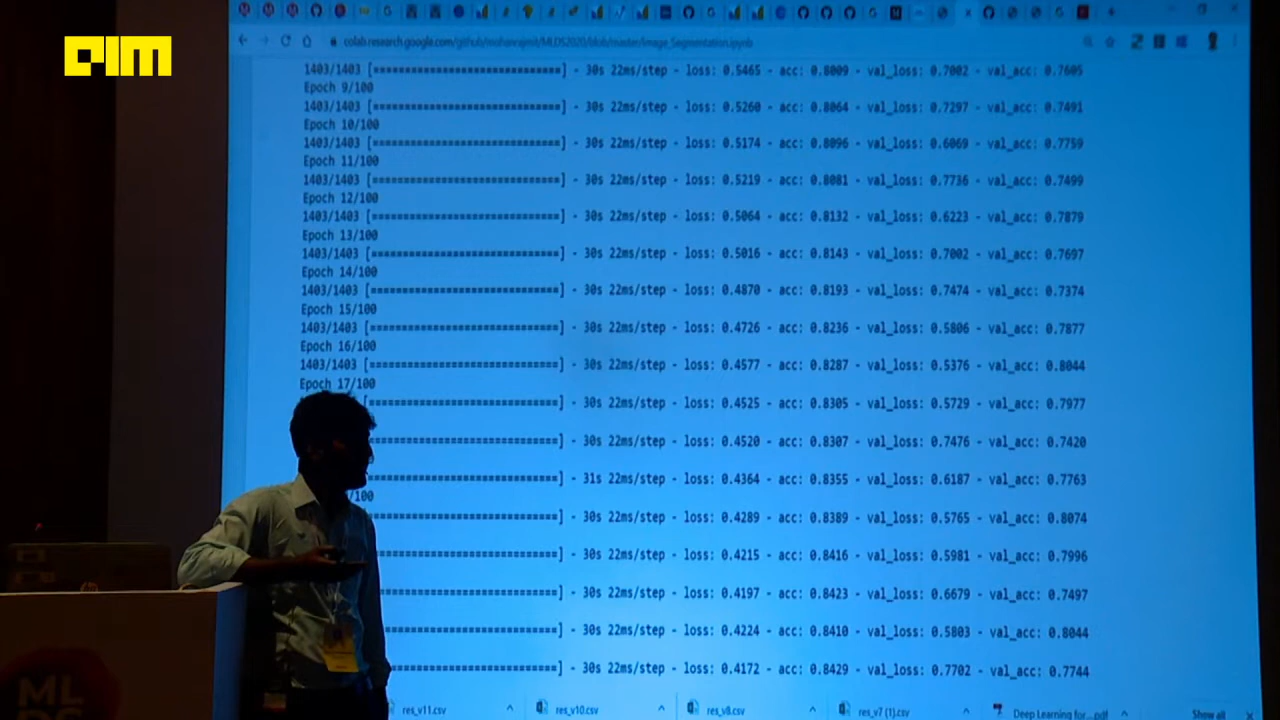 AIM
colab.research.google.com/github/mohanrajmit/MLDS2020/blob/master/Image_Segmentation.ipynb
1403/1403 [==============================] - 30s 22ms/step - loss: 0.5465 - acc: 0.8009 - val_loss: 0.7002 - val_acc: 0.7605
Epoch 9/100
1403/1403 [==============================] - 30s 22ms/step - loss: 0.5260 - acc: 0.8064 - val_loss: 0.7297 - val_acc: 0.7491
Epoch 10/100
1403/1403 [==============================] - 30s 22ms/step - loss: 0.5174 - acc: 0.8096 - val_loss: 0.6069 - val_acc: 0.7759
Epoch 11/100
1403/1403 [==============================] - 30s 22ms/step - loss: 0.5219 - acc: 0.8081 - val_loss: 0.7736 - val_acc: 0.7499
Epoch 12/100
1403/1403 [==============================] - 30s 22ms/step - loss: 0.5064 - acc: 0.8132 - val_loss: 0.6223 - val_acc: 0.7879
Epoch 13/100
1403/1403 [==============================] - 30s 22ms/step - loss: 0.5016 - acc: 0.8143 - val_loss: 0.7002 - val_acc: 0.7697
Epoch 14/100
1403/1403 [==============================] - 30s 22ms/step - loss: 0.4870 - acc: 0.8193 - val_loss: 0.7474 - val_acc: 0.7374
Epoch 15/100
1403/1403 [==============================] - 30s 22ms/step - loss: 0.4726 - acc: 0.8236 - val_loss: 0.5806 - val_acc: 0.7877
Epoch 16/100
1403/1403 [==============================] - 30s 22ms/step - loss: 0.4577 - acc: 0.8287 - val_loss: 0.5376 - val_acc: 0.8044
Epoch 17/100
==============================] - 30s 22ms/step - loss: 0.4525 - acc: 0.8305 - val_loss: 0.5729 - val_acc: 0.7977
==============================] - 30s 22ms/step - loss: 0.4520 - acc: 0.8307 - val_loss: 0.7476 - val_acc: 0.7420
==============================] - 31s 22ms/step - loss: 0.4364 - acc: 0.8355 - val_loss: 0.6187 - val_acc: 0.7763
/100
==============================] - 30s 22ms/step - loss: 0.4289 - acc: 0.8389 - val_loss: 0.5765 - val_acc: 0.8074
==============================] - 30s 22ms/step - loss: 0.4215 - acc: 0.8416 - val_loss: 0.5981 - val_acc: 0.7996
==============================] - 30s 22ms/step - loss: 0.4197 - acc: 0.8423 - val_loss: 0.6679 - val_acc: 0.7497
==============================] - 30s 22ms/step - loss: 0.4224 - acc: 0.8410 - val_loss: 0.5803 - val_acc: 0.8044
==============================] - 30s 22ms/step - loss: 0.4172 - acc: 0.8429 - val_loss: 0.7702 - val_acc: 0.7744
res_v11.csv res_v10.csv res_v8.csv res_v7 (1).csv Deep Learning for....pdf Show all
ML
DS